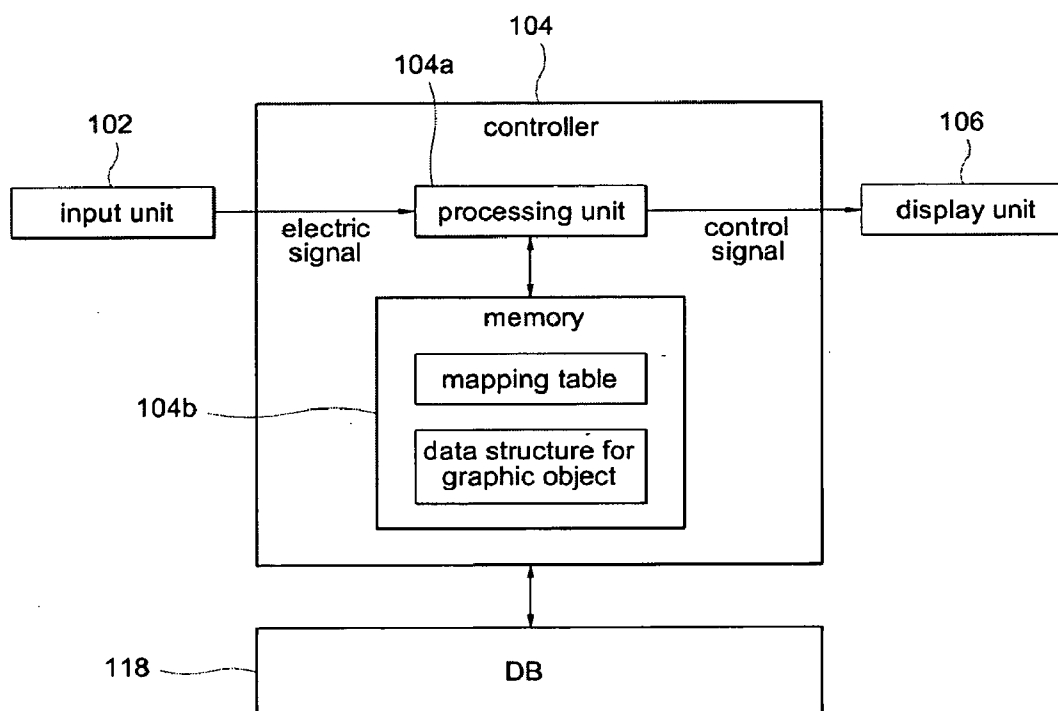 104
104a
controller
102
106
input unit
processing unit
display unit
electric
signal
control
signal
memory
mapping table
104b
data structure for
graphic object
118
DB